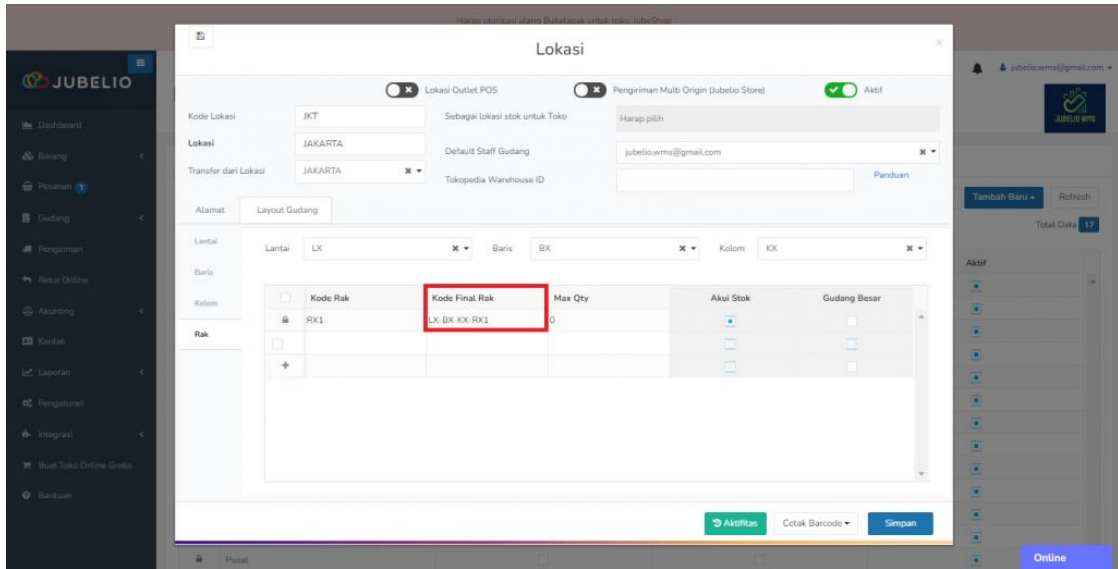 Harap otorisasi ulang Bukalapak untuk toko: JubeShop
Lokasi
JUBELIO
jubelio.wms@gmail.com
JUBELIO WMS
Lokasi Outlet POS
Pengiriman Multi Origin (Jubelio Store)
Aktif
Kode Lokasi
JKT
Sebagai lokasi stok untuk Toko
Harap pilih
Lokasi
JAKARTA
Default Staff Gudang
jubelio.wms@gmail.com
Transfer dari Lokasi
JAKARTA
Tokopedia Warehouse ID
Panduan
Alamat
Layout Gudang
Dashboard
Barang
Pesanan 1
Gudang
Pengiriman
Retur Online
Akunting
Kontak
Laporan
Pengaturan
Integrasi
Buat Toko Online Gratis
Bantuan
Lantai
Baris
Kolom
Rak
Lantai LX Baris BX Kolom KX
Kode Rak Kode Final Rak Max Qty Akui Stok Gudang Besar
RX1 LX-BX-KX-RX1 0
Tambah Baru
Refresh
Total Data 17
Aktif
Aktifitas
Cetak Barcode
Simpan
Pusat
Online